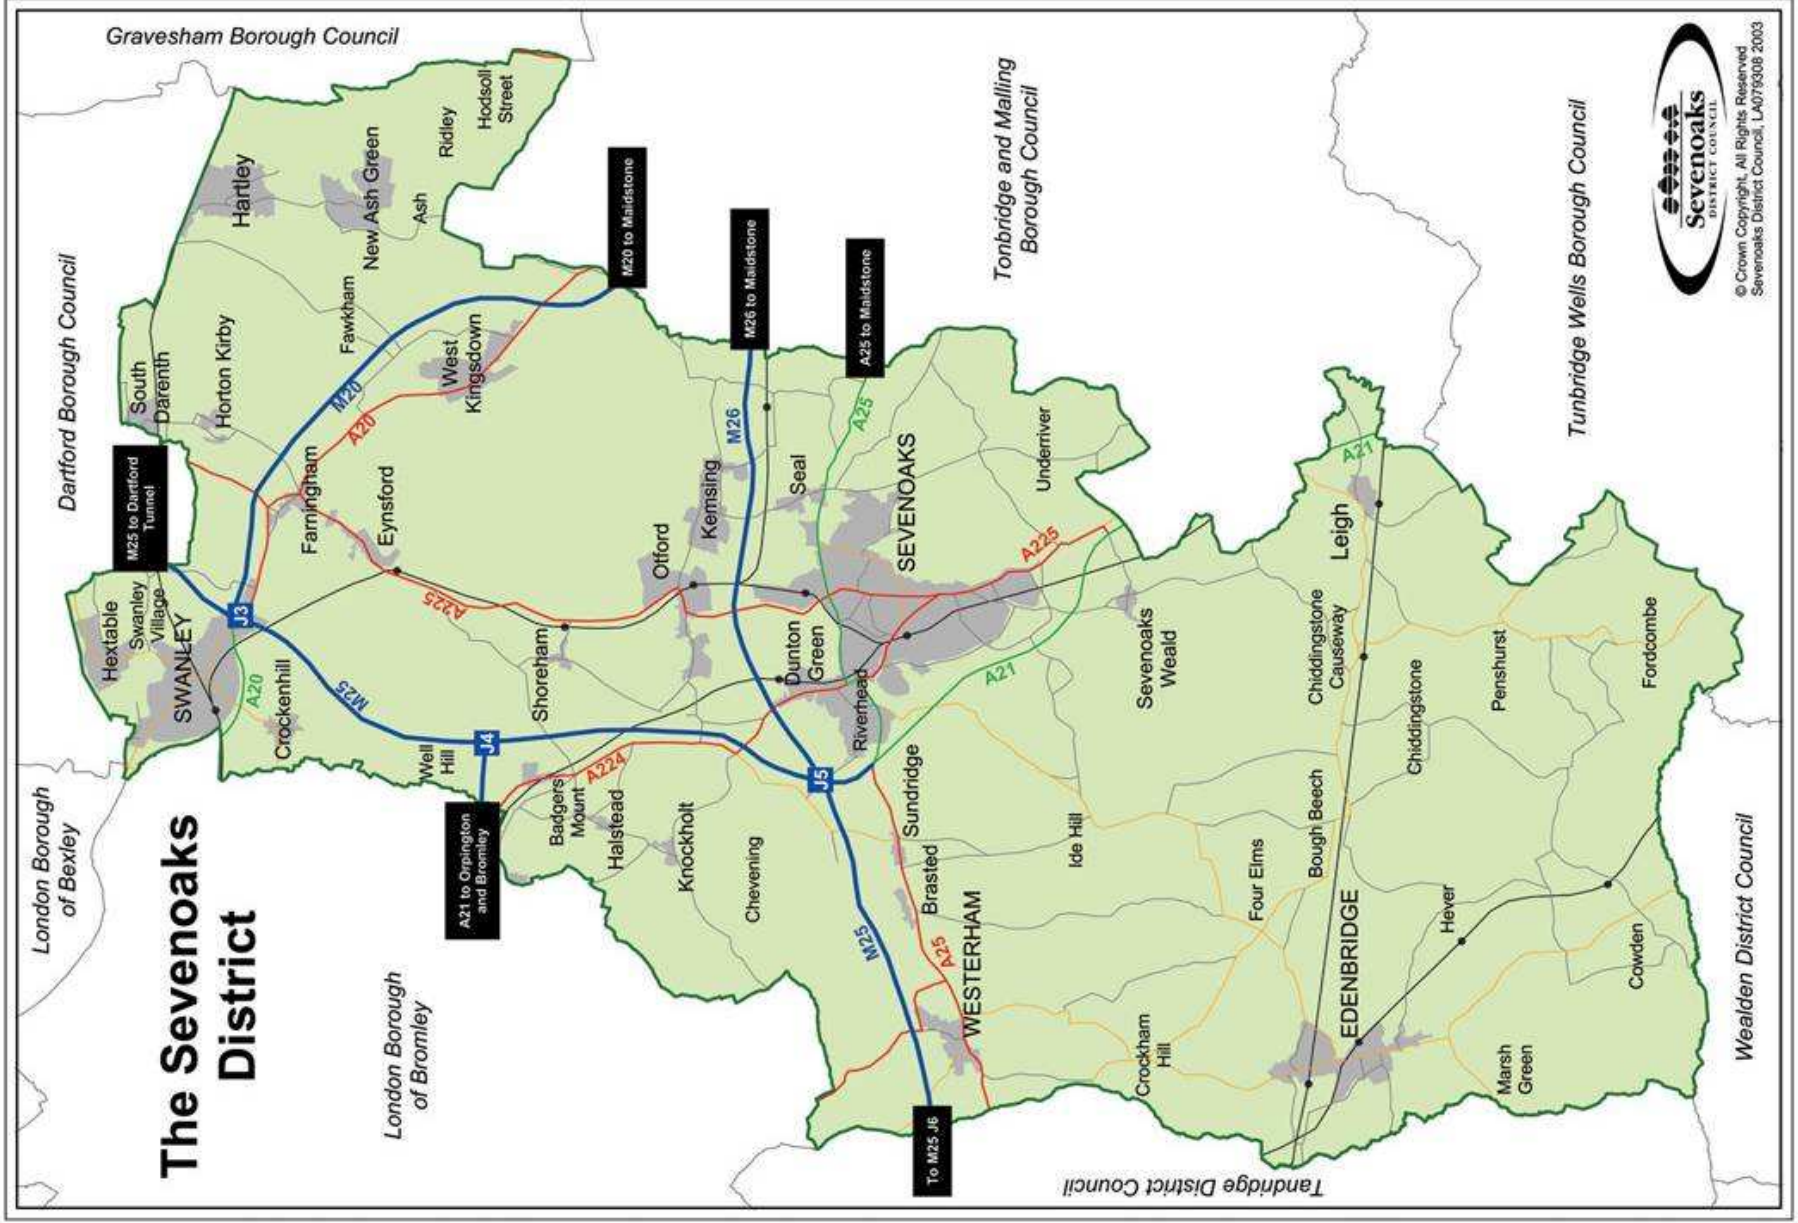 The Sevenoaks
District
London Borough
of Bexley
Dartford Borough Council
Gravesham Borough Council
London Borough
of Bromley
Tonbridge and Malling
Borough Council
Tunbridge Wells Borough Council
Wealden District Council
Tandridge District Council
M25 to Dartford
Tunnel
A21 to Orpington
and Bromley
M20 to Maidstone
M26 to Maidstone
A25 to Maidstone
To M25 J6
Hextable
Swanley
Village
SWANLEY
J3
A20
Crockenhill
M25
South
Darenth
Horton Kirby
Hartley
Fawkham
New Ash Green
Ash
Ridley
Hodsoll
Street
M20
A20
Farningham
Eynsford
West
Kingsdown
A225
Well
Hill
J4
Shoreham
Badgers
Mount
A224
Halstead
Knockholt
Chevening
Otford
Kemsing
M26
Seal
A25
Dunton
Green
J5
Riverhead
SEVENOAKS
M25
Sundridge
Brasted
A25
WESTERHAM
A21
A225
Underriver
Sevenoaks
Weald
Ide Hill
Crockham
Hill
Four Elms
Bough Beech
Chiddingstone
Causeway
Leigh
A21
EDENBRIDGE
Chiddingstone
Hever
Penshurst
Marsh
Green
Cowden
Fordcombe
Sevenoaks
DISTRICT COUNCIL
© Crown Copyright, All Rights Reserved
Sevenoaks District Council, LA079308 2003